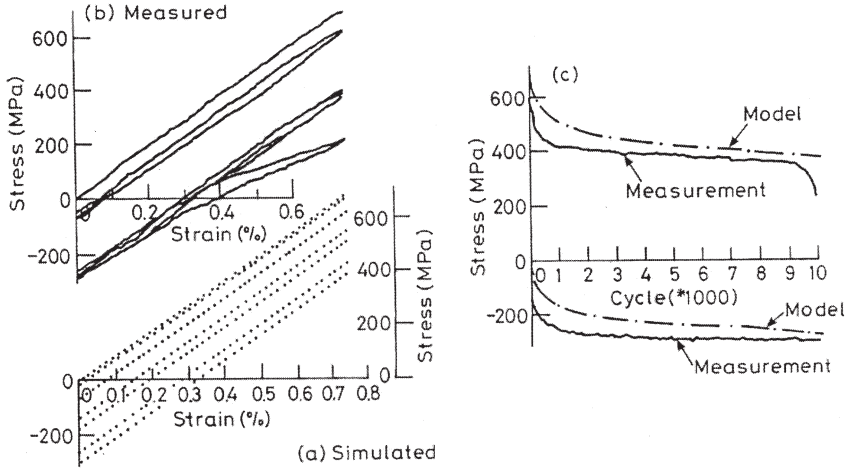 (b) Measured
600
400
200
0
-200
Stress (MPa)
0 0.2 0.4 0.6
Strain (%)
600
400
200
0
Stress (MPa)
0
-200
0 0.1 0.2 0.3 0.4 0.5 0.6 0.7 0.8
Strain (%)
(a) Simulated
(c)
600
400
200
0
-200
Stress (MPa)
Model
Measurement
0 1 2 3 4 5 6 7 8 9 10
Cycle (*1000)
Model
Measurement